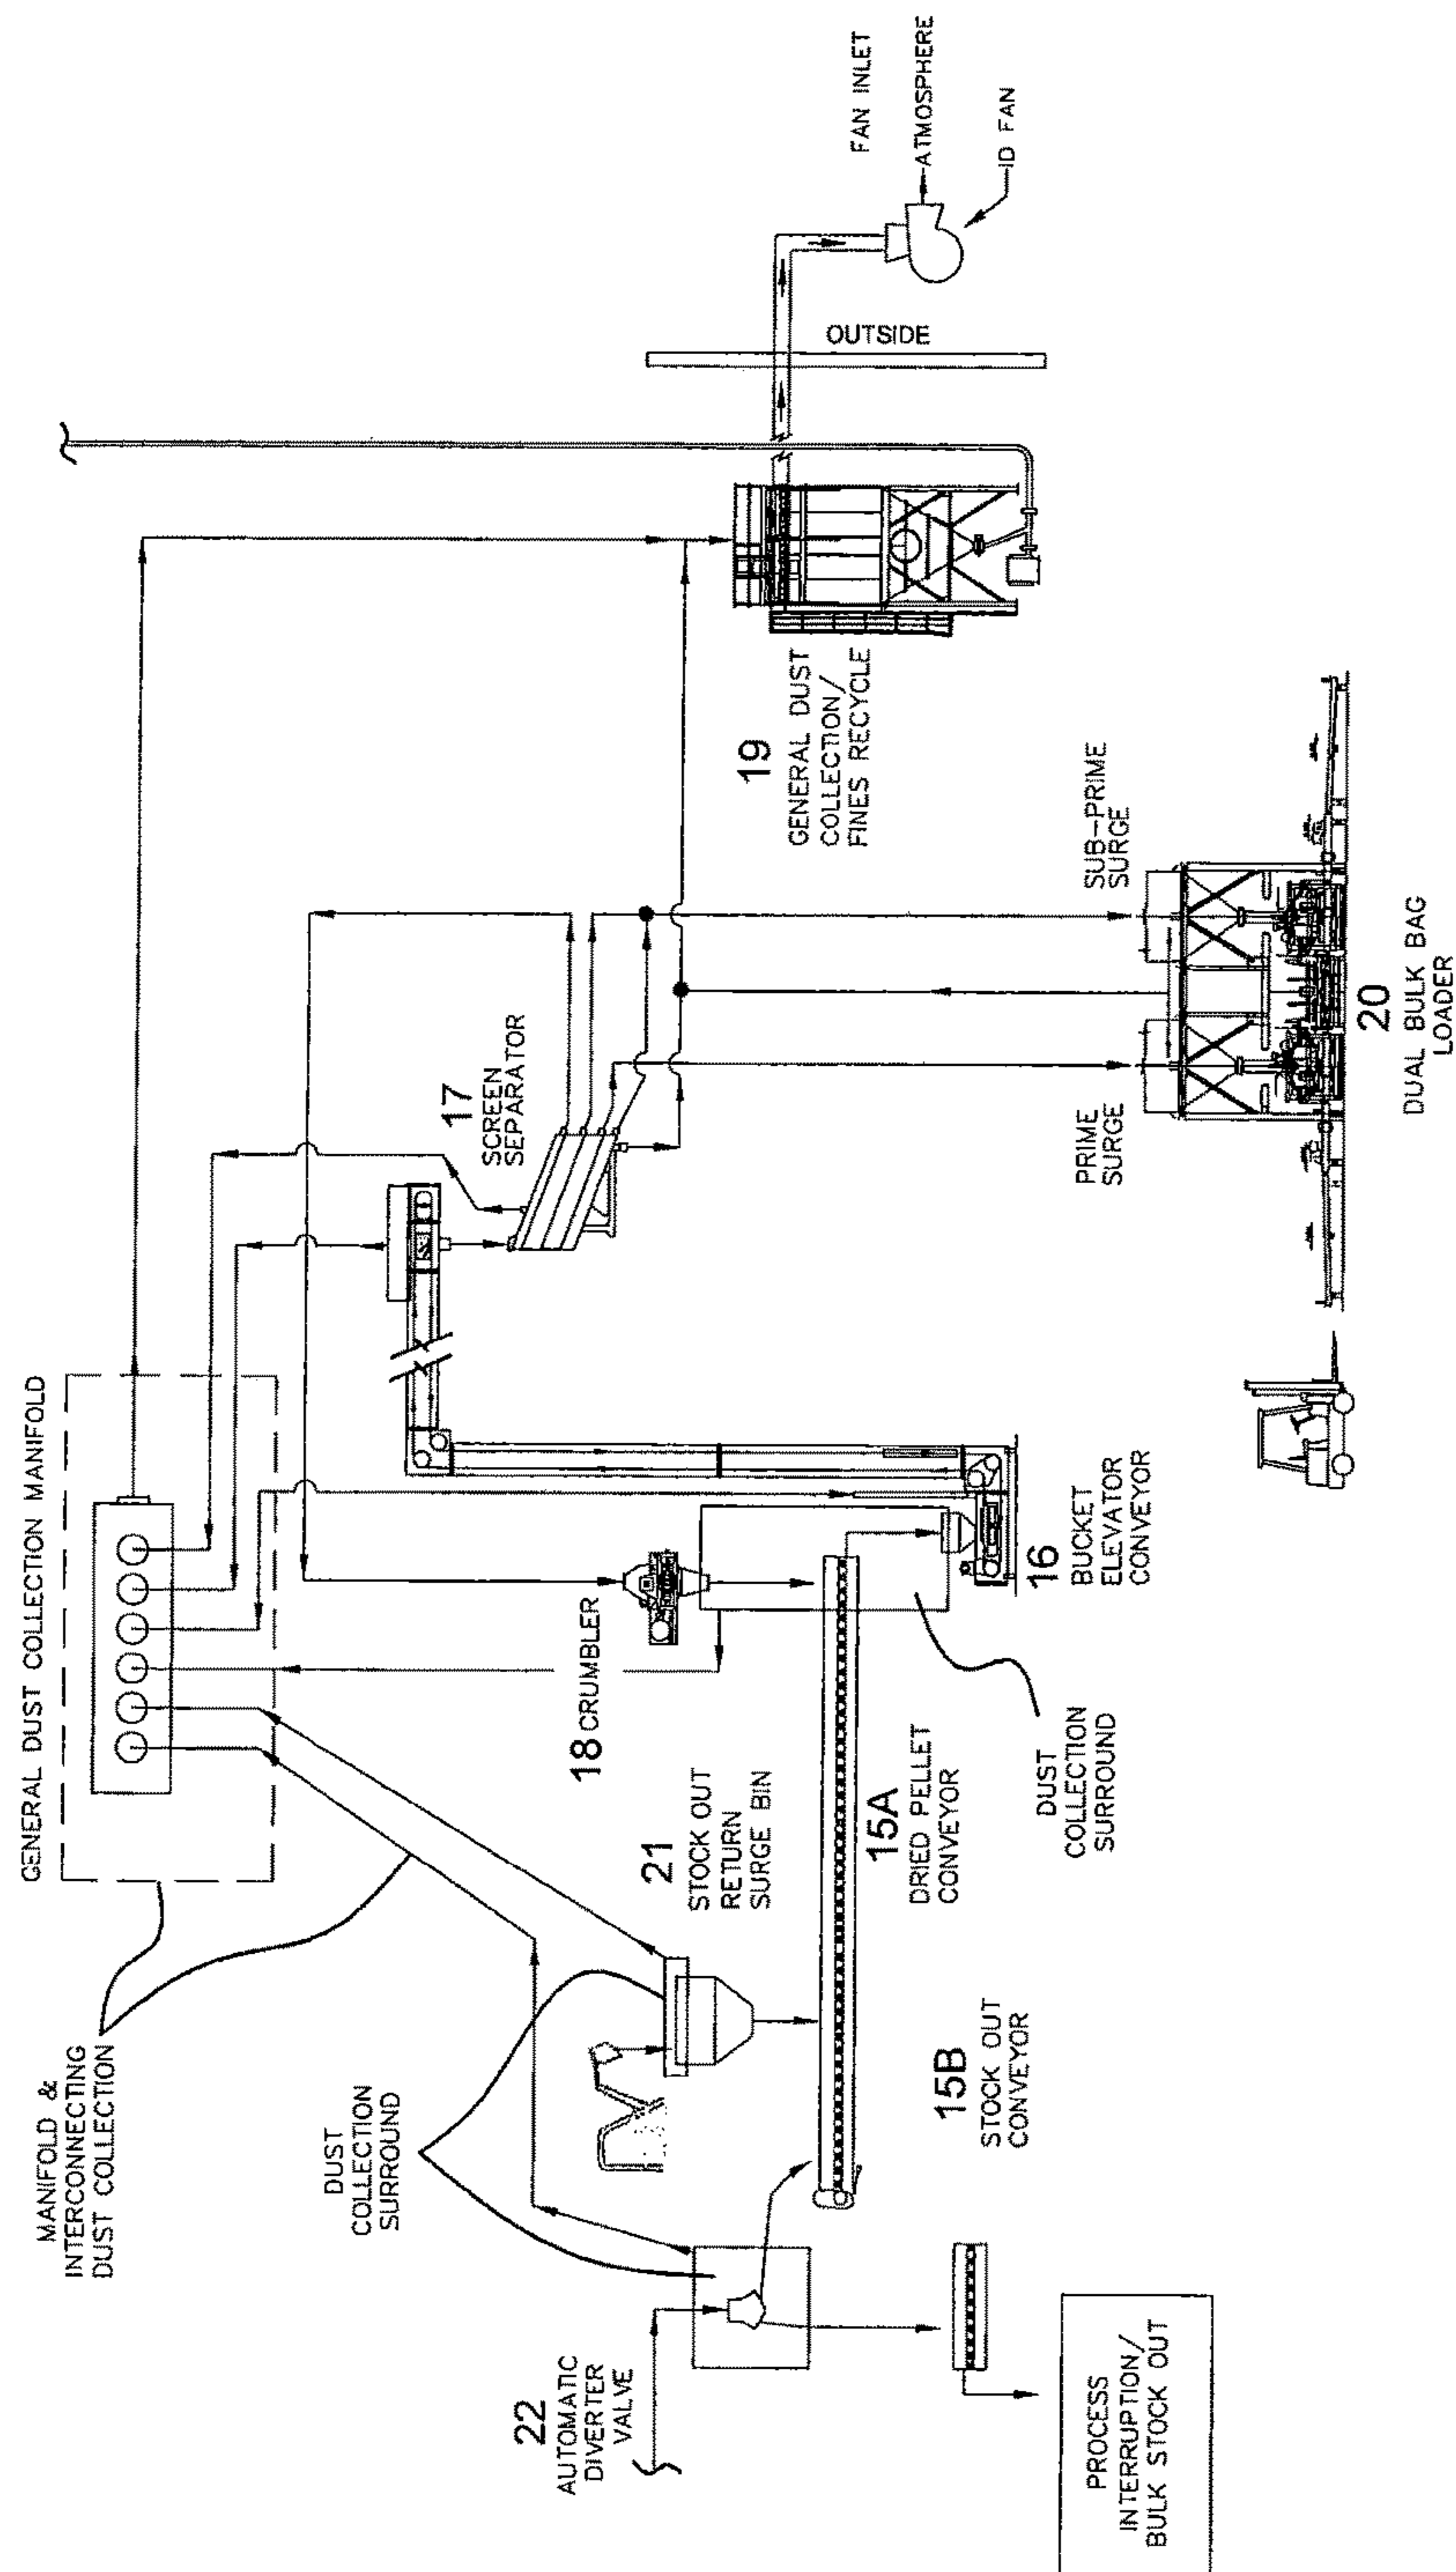 GENERAL DUST COLLECTION MANIFOLD
MANIFOLD &
INTERCONNECTING
DUST COLLECTION
DUST
COLLECTION
SURROUND
22
AUTOMATIC
DIVERTER
VALVE
PROCESS
INTERRUPTION/
BULK STOCK OUT
15B
STOCK OUT
CONVEYOR
21
STOCK OUT
RETURN
SURGE BIN
15A
DRIED PELLET
CONVEYOR
18 CRUMBLER
DUST
COLLECTION
SURROUND
16
BUCKET
ELEVATOR
CONVEYOR
17
SCREEN
SEPARATOR
PRIME
SURGE
SUB-PRIME
SURGE
20
DUAL BULK BAG
LOADER
19
GENERAL DUST
COLLECTION/
FINES RECYCLE
OUTSIDE
FAN INLET
ATMOSPHERE
ID FAN